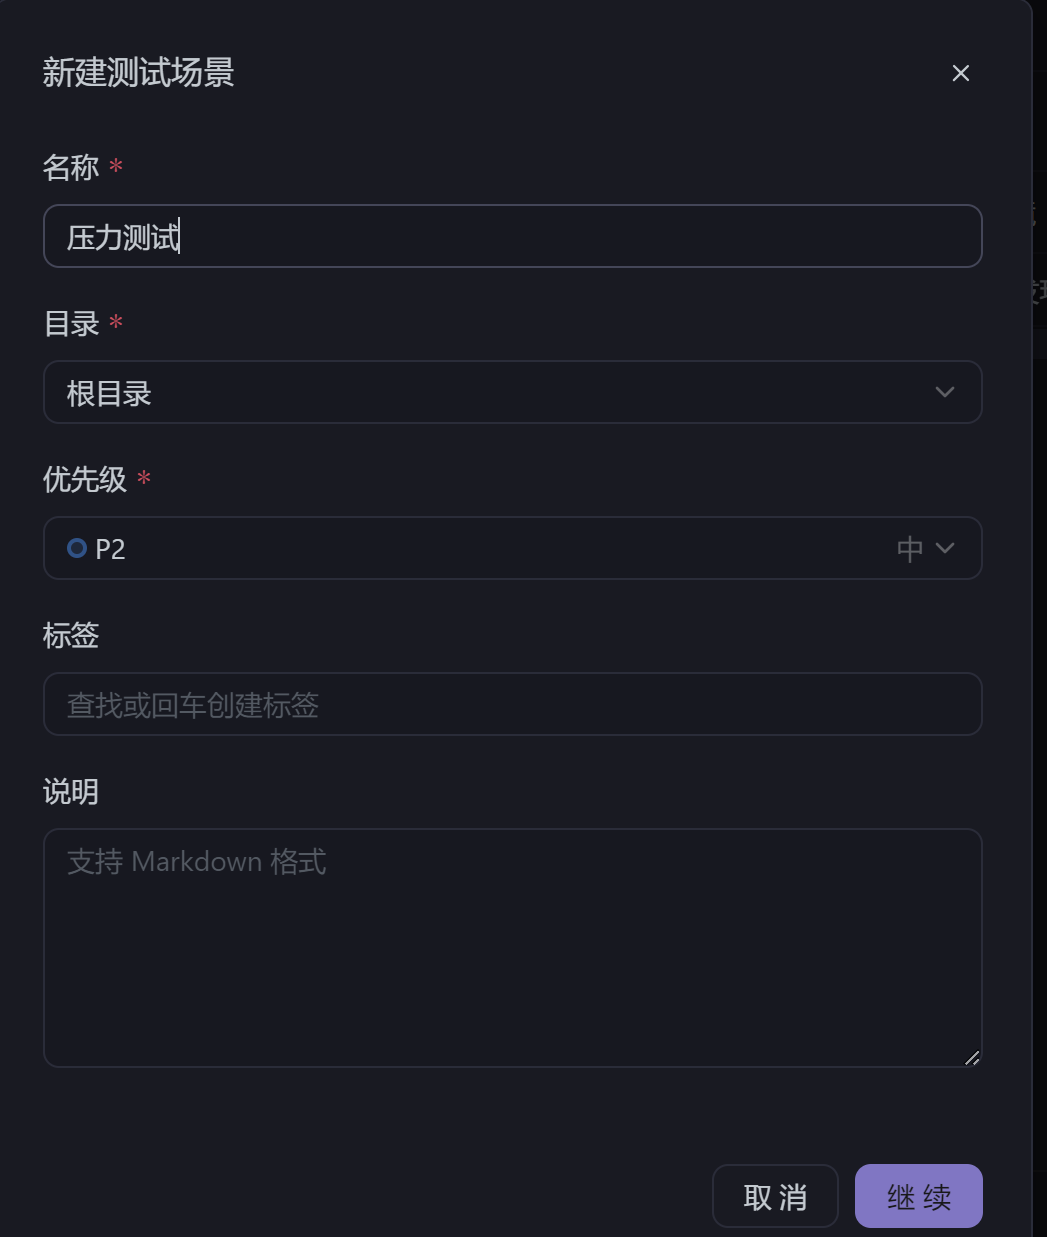 新建测试场景
名称 *
压力测试
目录 *
根目录
优先级 *
P2 中
标签
查找或回车创建标签
说明
支持 Markdown 格式
取 消 继 续